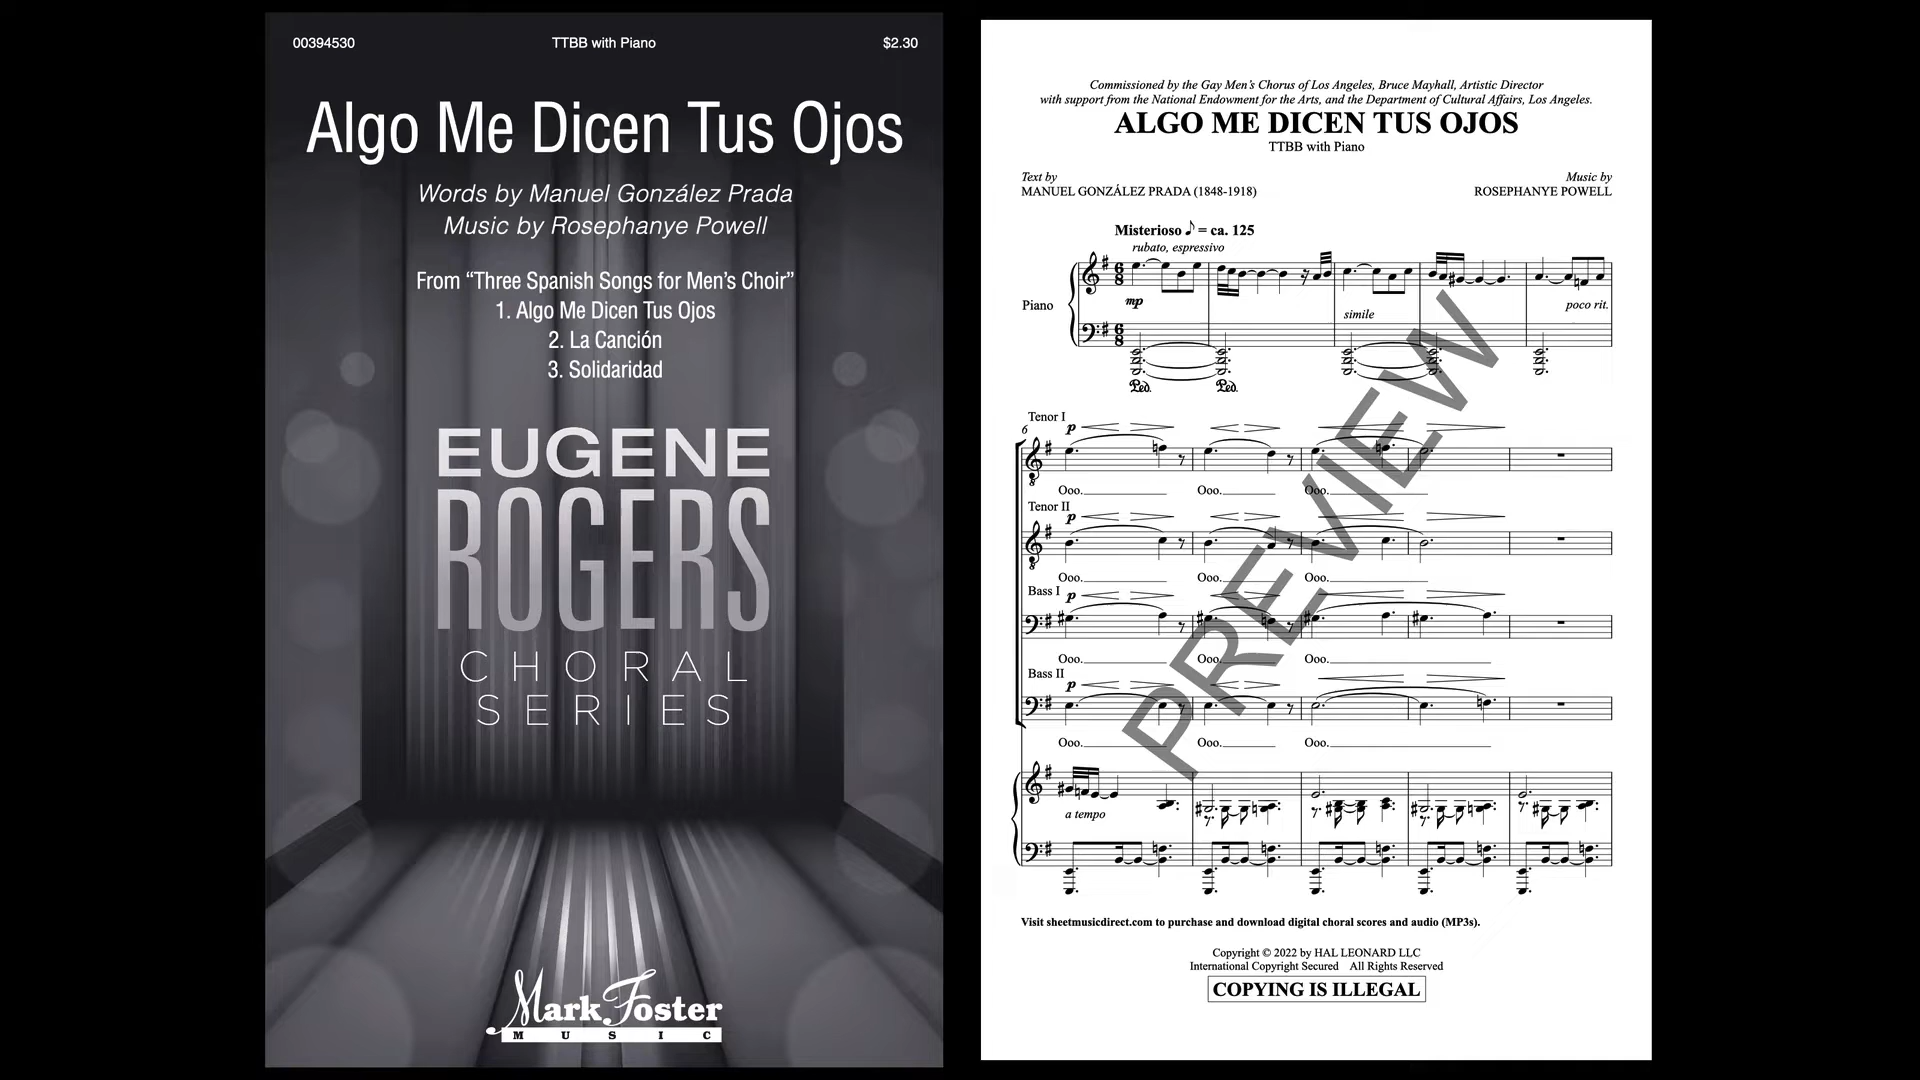 00394530 TTBB with Piano $2.30
Algo Me Dicen Tus Ojos
Words by Manuel González Prada
Music by Rosephanye Powell
From “Three Spanish Songs for Men’s Choir”
1. Algo Me Dicen Tus Ojos
2. La Canción
3. Solidaridad
EUGENE
ROGERS
CHORAL
SERIES
Mark Foster
MUSIC
Commissioned by the Gay Men’s Chorus of Los Angeles, Bruce Mayhall, Artistic Director
with support from the National Endowment for the Arts, and the Department of Cultural Affairs, Los Angeles.
ALGO ME DICEN TUS OJOS
TTBB with Piano
Text by
MANUEL GONZÁLEZ PRADA (1848-1918)
Music by
ROSEPHANYE POWELL
Misterioso ♪ = ca. 125
rubato, espressivo
Piano
mp
simile
poco rit.
Ped. Ped.
6
Tenor I
p
Ooo. Ooo. Ooo.
Tenor II
p
Ooo. Ooo. Ooo.
Bass I
p
Ooo. Ooo. Ooo.
Bass II
p
Ooo. Ooo. Ooo.
a tempo
PREVIEW
Visit sheetmusicdirect.com to purchase and download digital choral scores and audio (MP3s).
Copyright © 2022 by HAL LEONARD LLC
International Copyright Secured All Rights Reserved
COPYING IS ILLEGAL